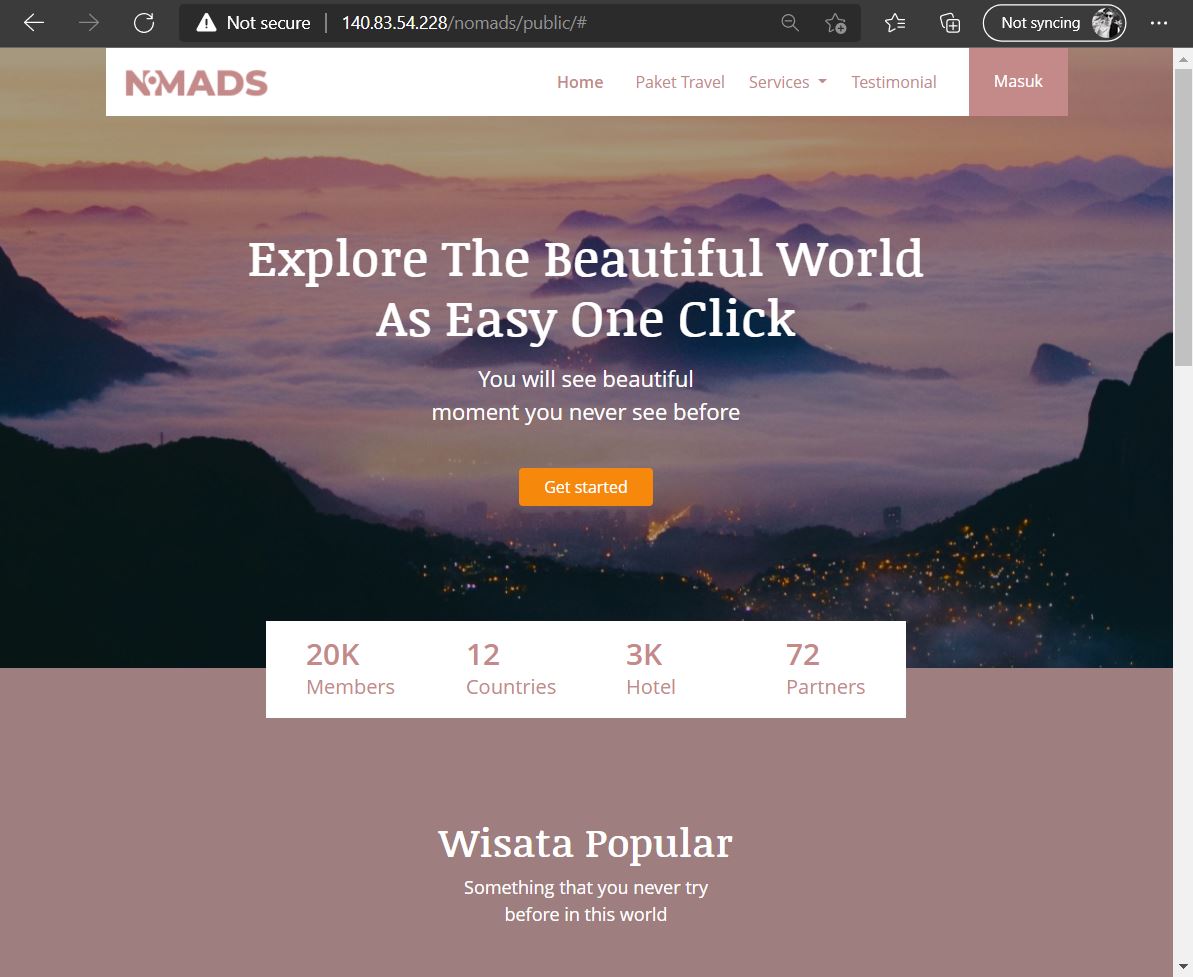 Not secure
140.83.54.228/nomads/public/#
Not syncing
NOMADS
Home
Paket Travel
Services
Testimonial
Masuk
Explore The Beautiful World
As Easy One Click
You will see beautiful
moment you never see before
Get started
20K
Members
12
Countries
3K
Hotel
72
Partners
Wisata Popular
Something that you never try
before in this world